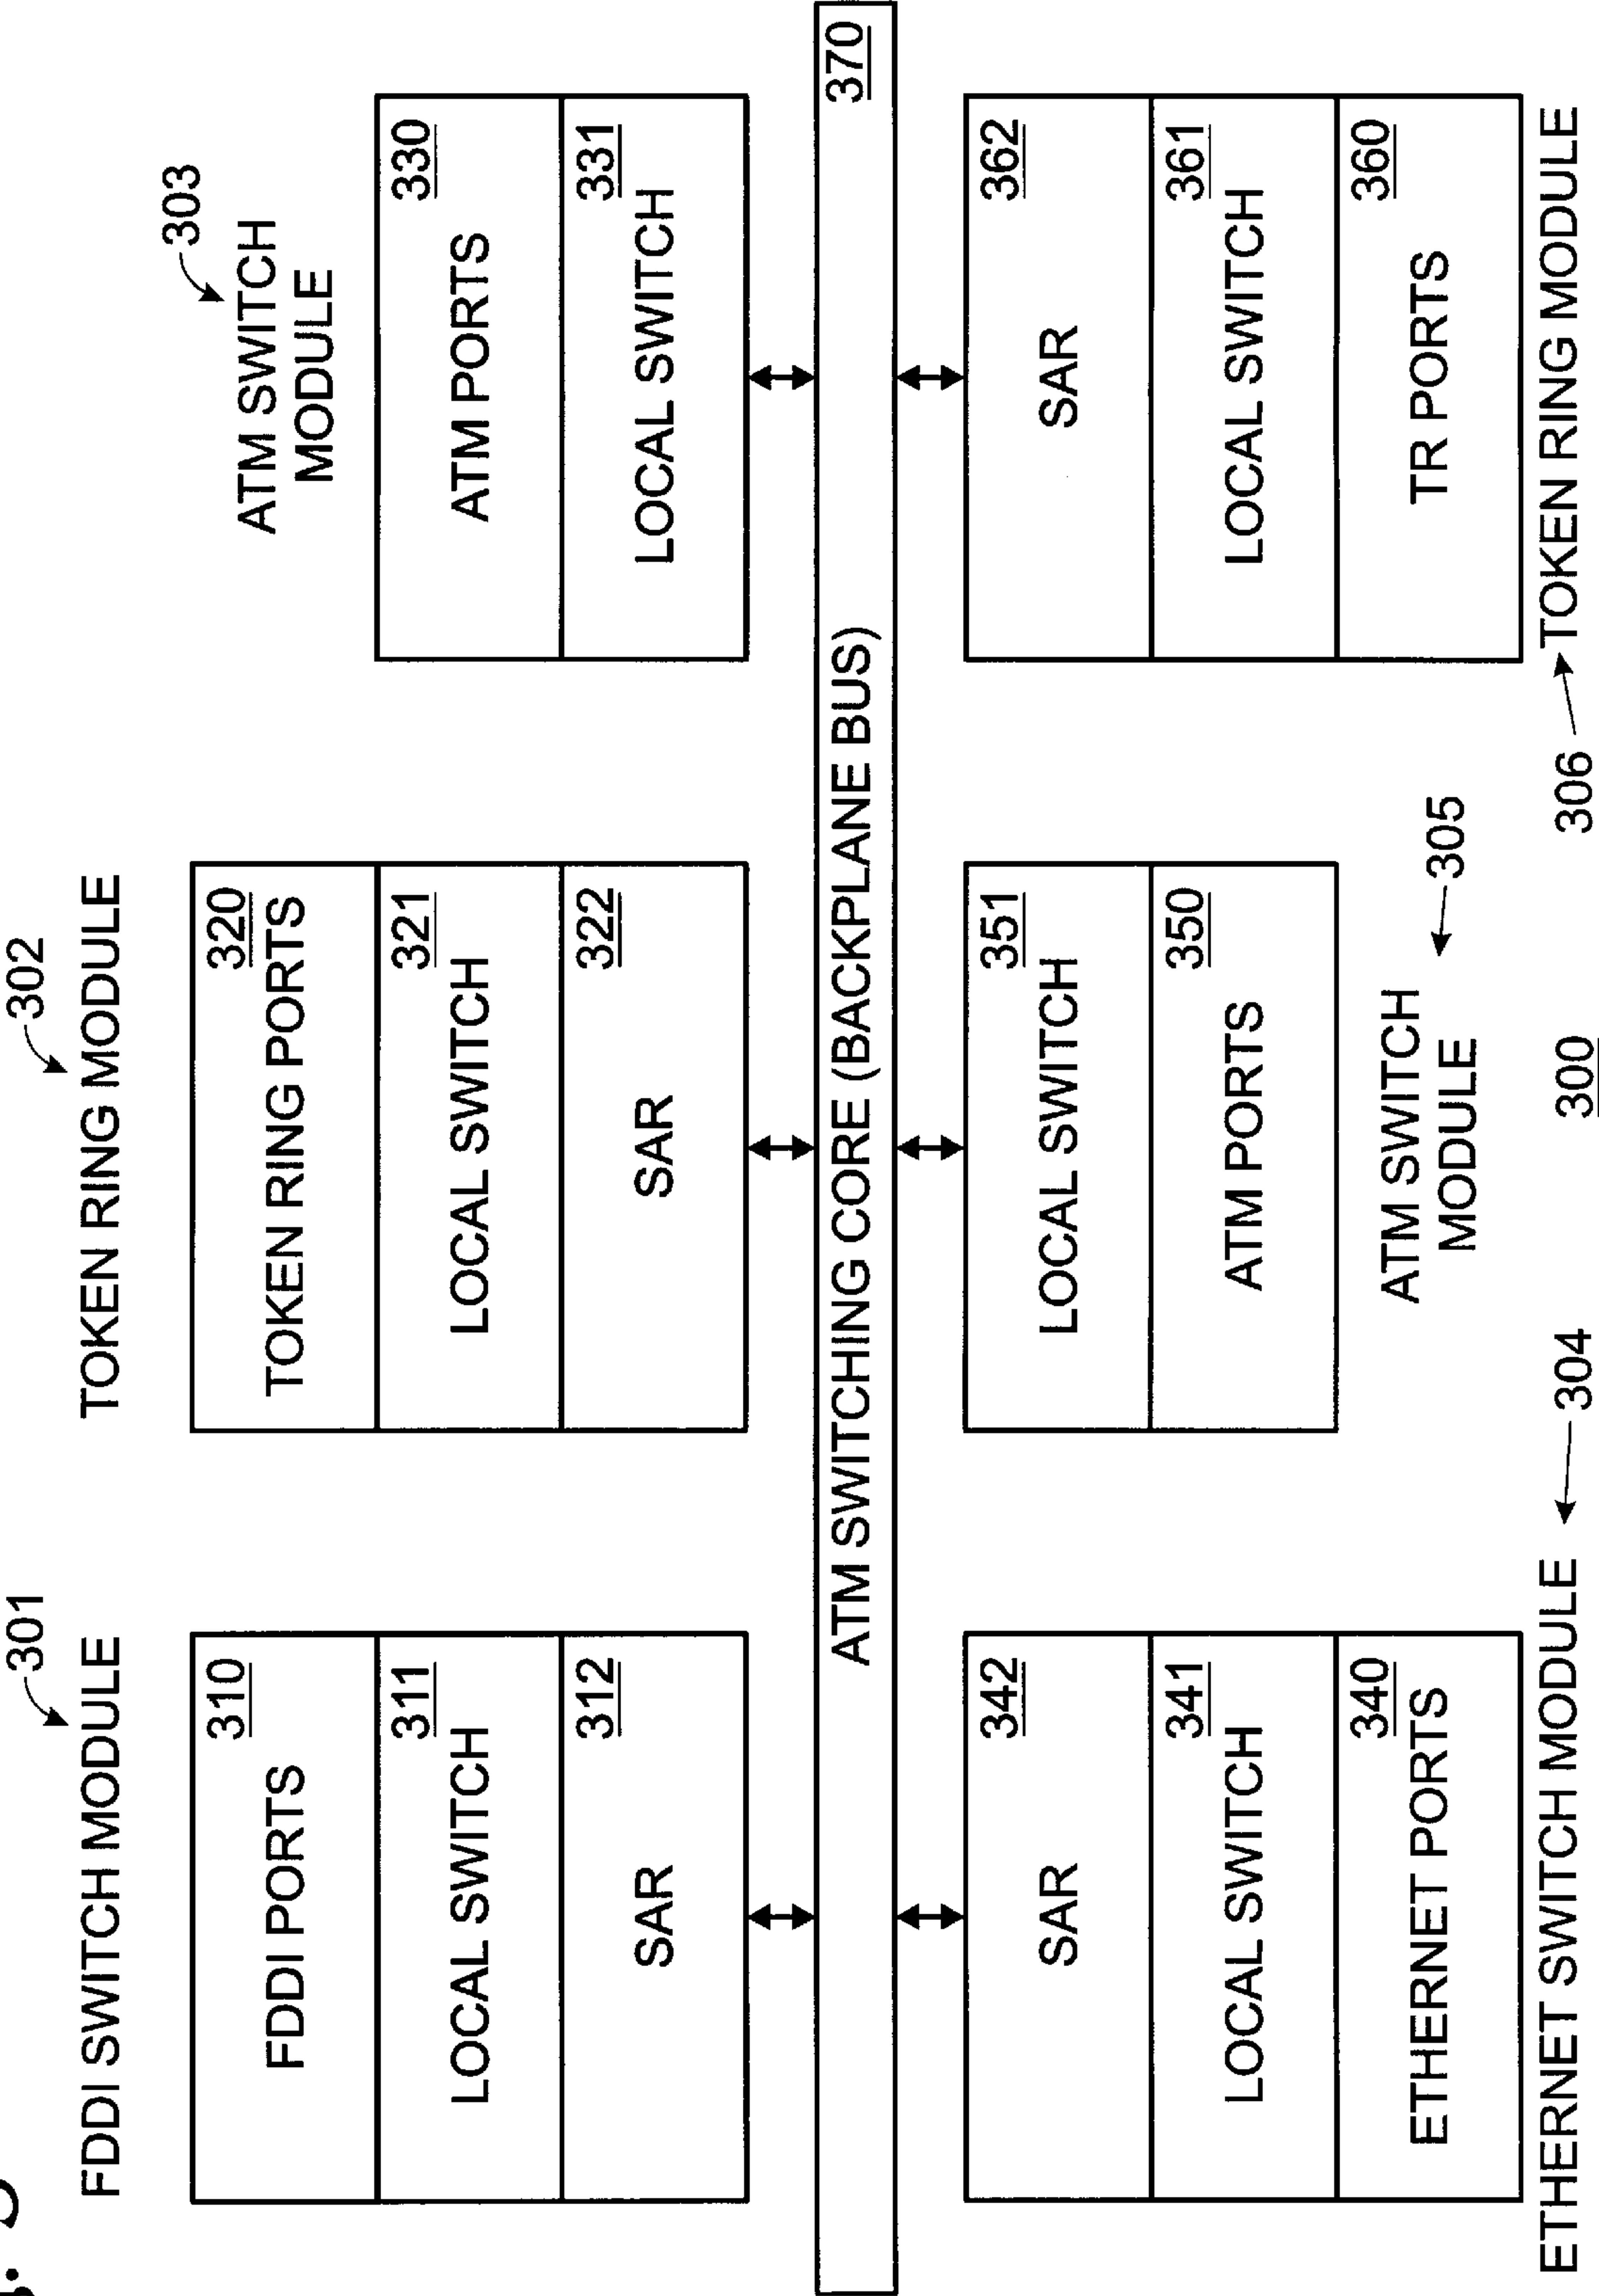 301
FDDI SWITCH MODULE
310
FDDI PORTS
311
LOCAL SWITCH
312
SAR
302
TOKEN RING MODULE
320
TOKEN RING PORTS
321
LOCAL SWITCH
322
SAR
303
ATM SWITCH
MODULE
330
ATM PORTS
331
LOCAL SWITCH
370
ATM SWITCHING CORE (BACKPLANE BUS)
342
SAR
341
LOCAL SWITCH
340
ETHERNET PORTS
ETHERNET SWITCH MODULE
304
351
LOCAL SWITCH
350
ATM PORTS
ATM SWITCH
MODULE
305
362
SAR
361
LOCAL SWITCH
360
TR PORTS
TOKEN RING MODULE
306
300